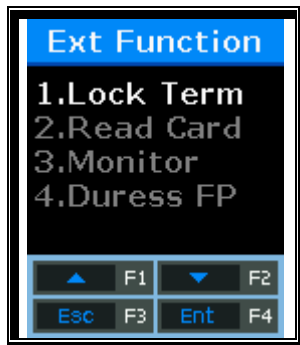 Ext Function
1.Lock Term
2.Read Card
3.Monitor
4.Duress FP
▲ F1 ▼ F2
Esc F3 Ent F4